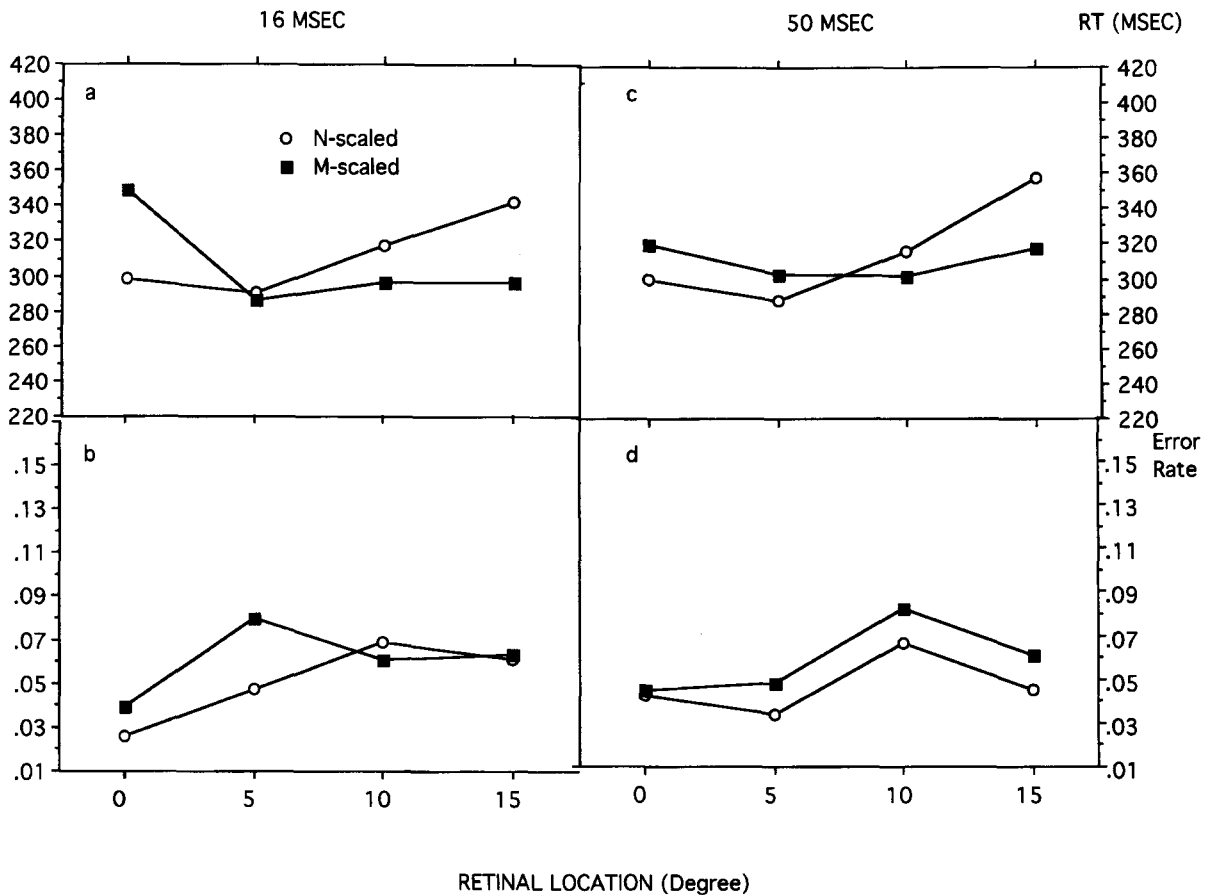 16 MSEC
50 MSEC
RT (MSEC)
a
N-scaled
M-scaled
420
400
380
360
340
320
300
280
260
240
220
c
420
400
380
360
340
320
300
280
260
240
220
b
.15
.13
.11
.09
.07
.05
.03
.01
d
Error
Rate
.15
.13
.11
.09
.07
.05
.03
.01
0 5 10 15
0 5 10 15
RETINAL LOCATION (Degree)